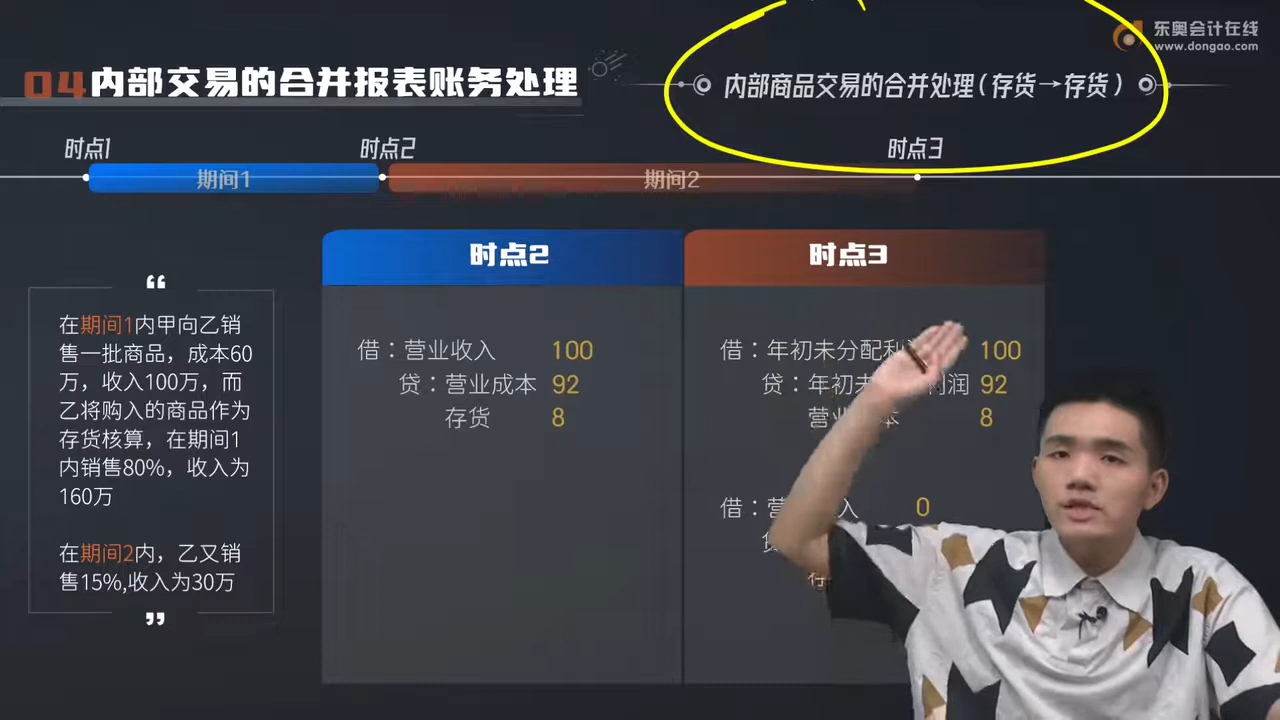 东奥会计在线
www.dongao.com
04 内部交易的合并报表账务处理
内部商品交易的合并处理(存货→存货)
时点1
时点2
时点3
期间1
期间2
时点2
时点3
“
在期间1内甲向乙销
售一批商品，成本60
万，收入100万，而
乙将购入的商品作为
存货核算，在期间1
内销售80%，收入为
160万
在期间2内，乙又销
售15%,收入为30万
”
借：营业收入 100
贷：营业成本 92
存货 8
借：年初未分配利 100
贷：年初未 利润 92
营业 本 8
借：营 入 0